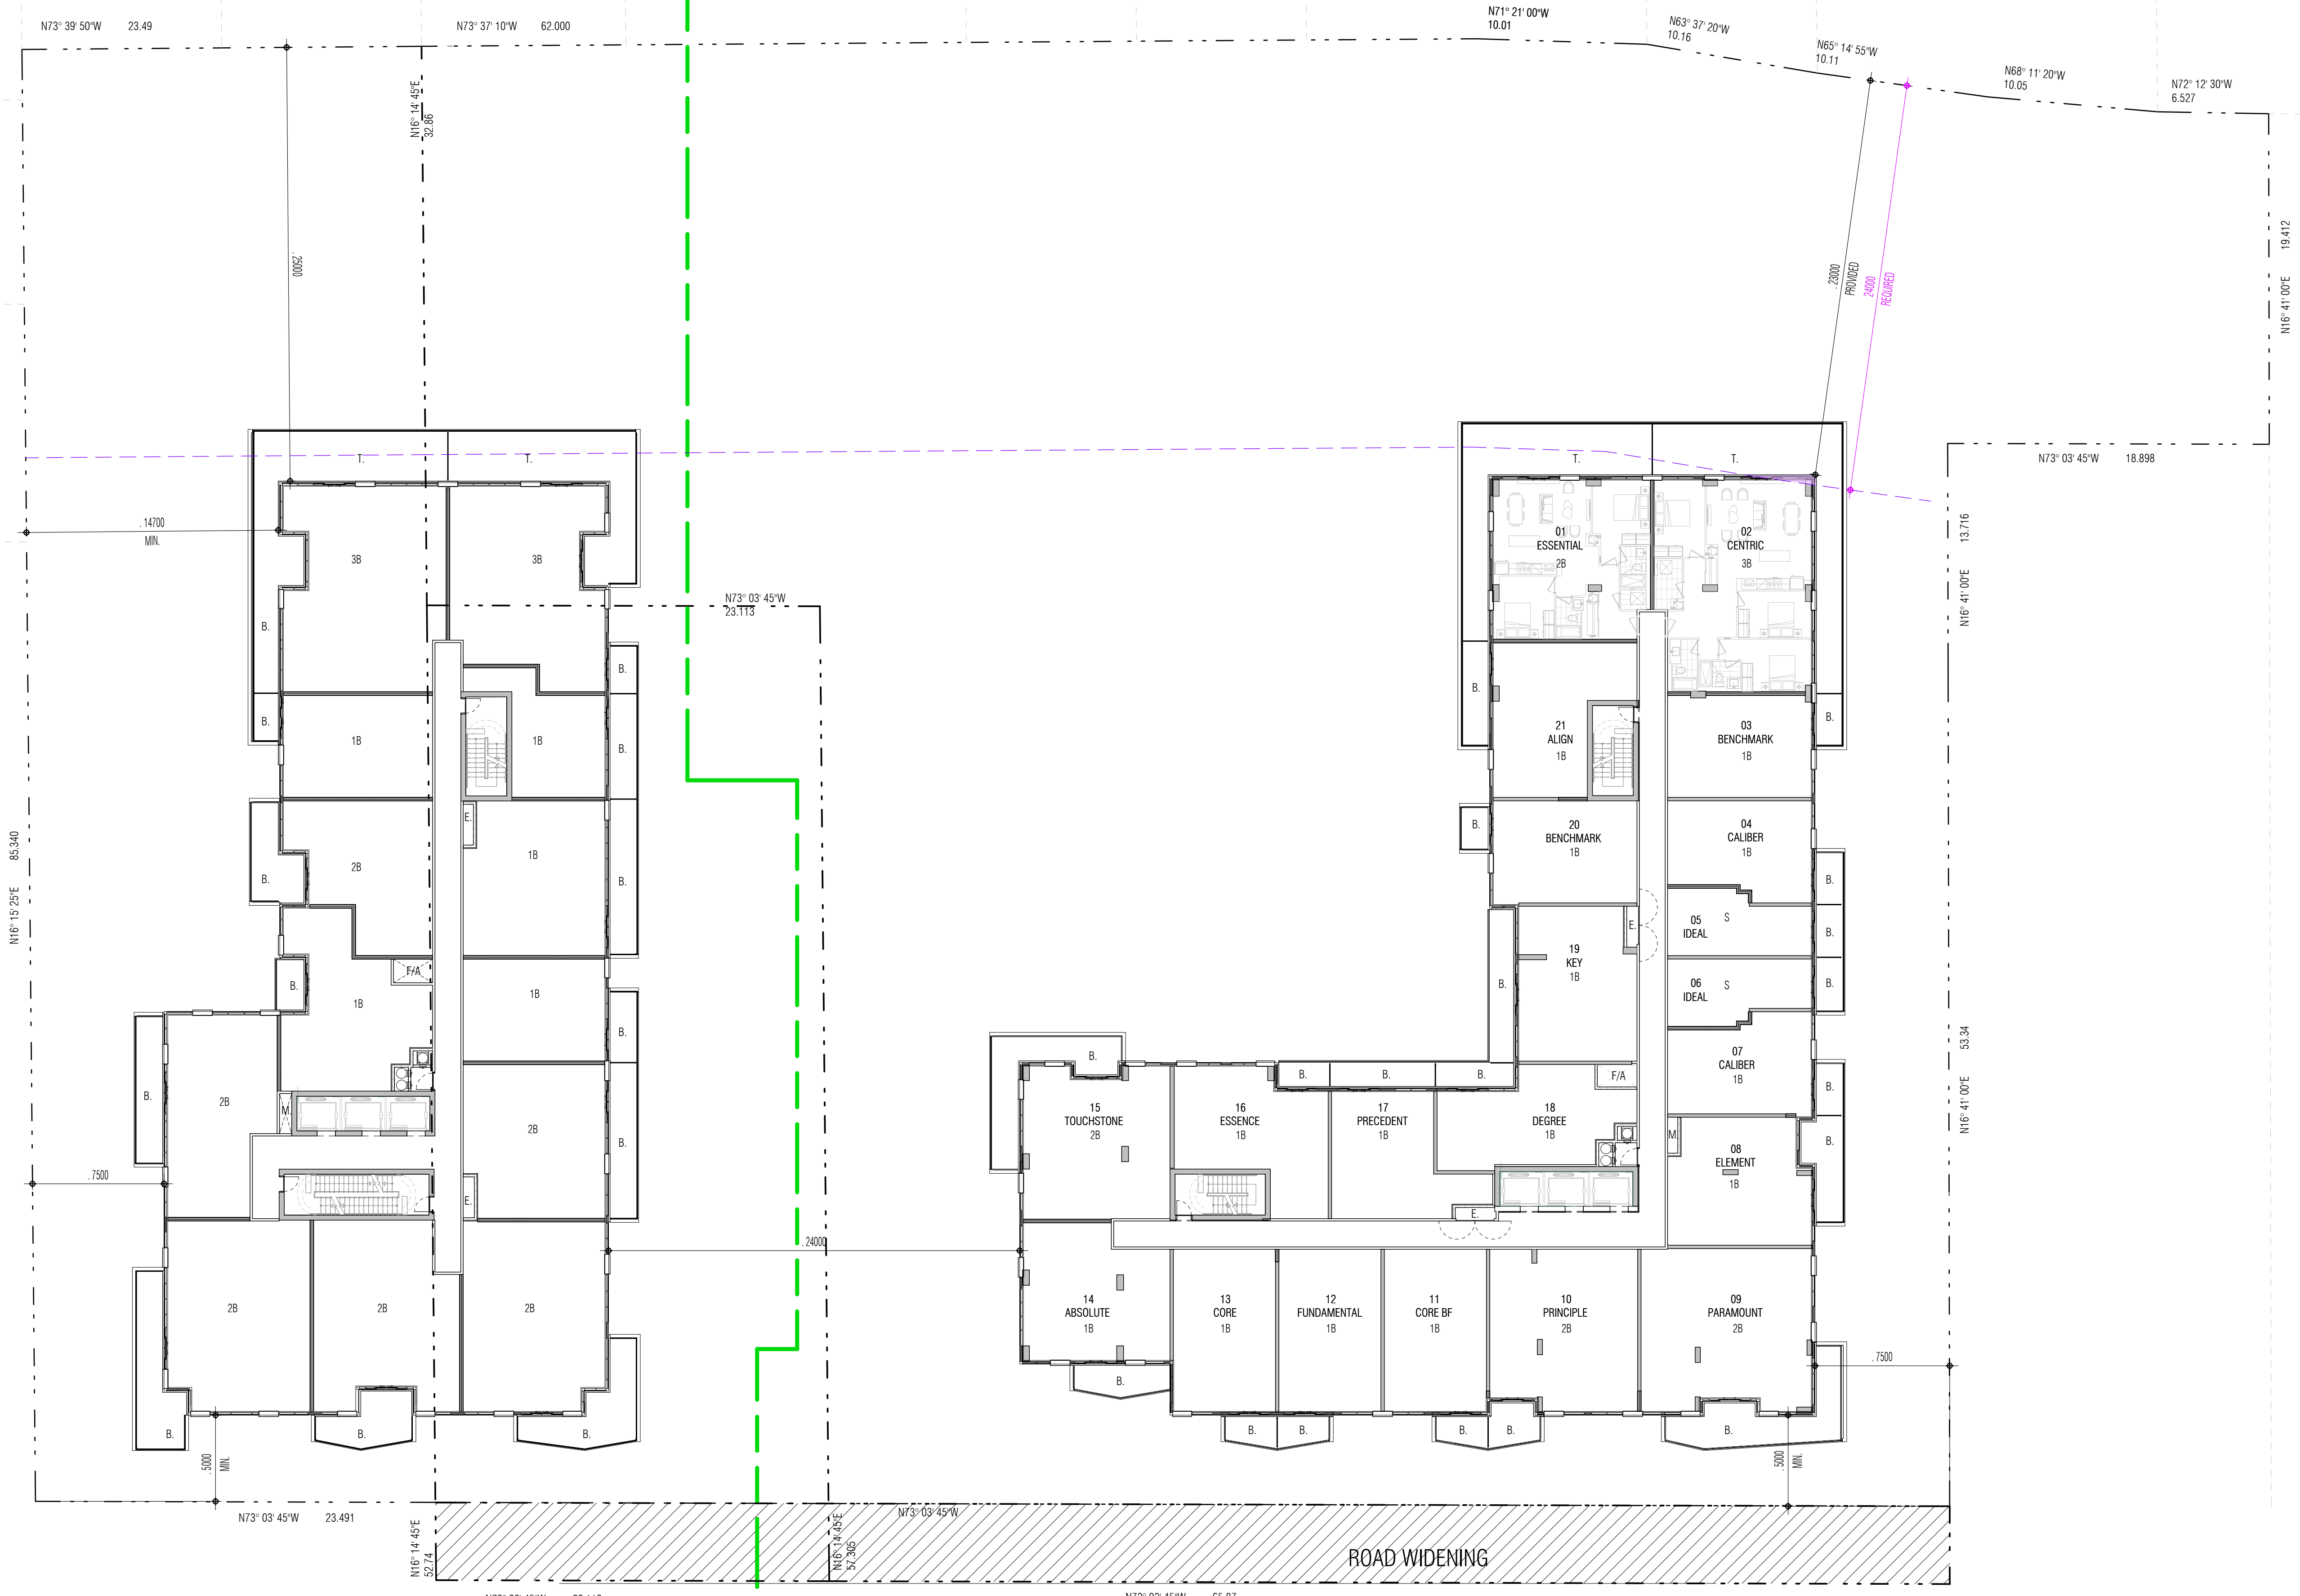 N73° 39' 50"W 23.49
N73° 37' 10"W 62.000
N71° 21' 00"W
10.01
N63° 37' 20"W
10.16
N65° 14' 55"W
10.11
N68° 11' 20"W
10.05
N72° 12' 30"W
6.527
N16° 14' 45"E
32.86
.25000
.23000
PROVIDED
24000
REQUIRED
N16° 41' 00"E 19.412
N73° 03' 45"W 18.898
T.
T.
T.
T.
.14700
MIN.
3B
3B
01
ESSENTIAL
2B
02
CENTRIC
3B
N16° 41' 00"E 13.716
N73° 03' 45"W
23.113
B.
B.
B.
B.
1B
1B
B.
B.
21
ALIGN
1B
03
BENCHMARK
1B
B.
E.
B.
20
BENCHMARK
1B
04
CALIBER
1B
N16° 15' 25"E 85.340
2B
1B
B.
B.
B.
05
IDEAL
S
B.
E.
19
KEY
1B
F/A
B.
1B
1B
B.
06
IDEAL
S
B.
B.
N16° 41' 00"E 53.34
07
CALIBER
1B
B.
B.
B.
B.
B.
F/A
B.
B.
2B
M.
2B
B.
15
TOUCHSTONE
2B
16
ESSENCE
1B
17
PRECEDENT
1B
18
DEGREE
1B
M.
08
ELEMENT
1B
B.
.7500
E.
E.
.24000
2B
2B
2B
14
ABSOLUTE
1B
13
CORE
1B
12
FUNDAMENTAL
1B
11
CORE BF
1B
10
PRINCIPLE
2B
09
PARAMOUNT
2B
.7500
B.
B.
B.
B.
B.
B.
B.
B.
B.
.5000
MIN.
.5000
MIN.
N73° 03' 45"W 23.491
N73° 03' 45"W
N16° 14' 45"E
52.74
N16° 14' 45"E
57.305
ROAD WIDENING